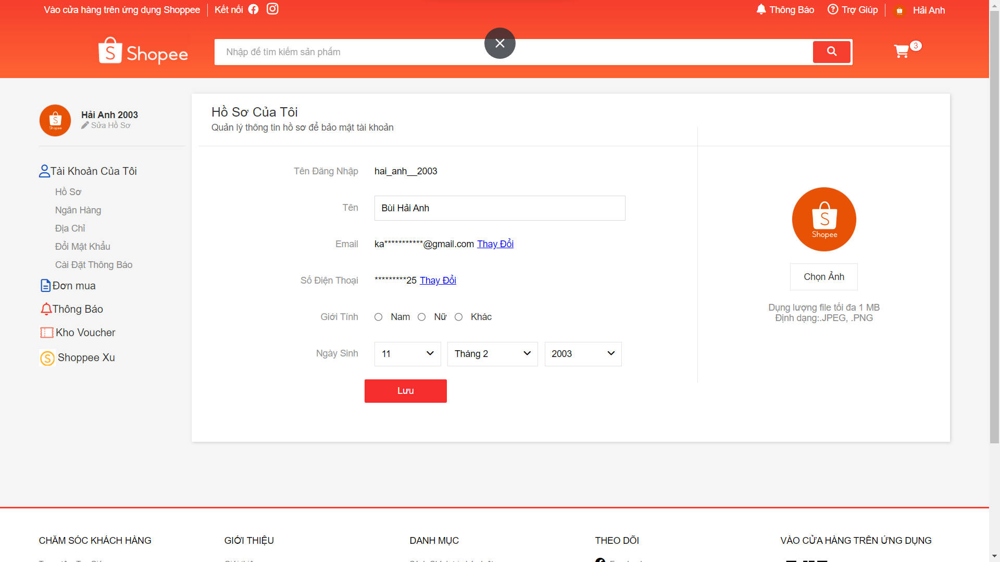 Vào cửa hàng trên ứng dụng Shoppee
Kết nối
Thông Báo
Trợ Giúp
Hải Anh
Shopee
Nhập để tìm kiếm sản phẩm
3
Hải Anh 2003
Sửa Hồ Sơ
Tài Khoản Của Tôi
Hồ Sơ
Ngân Hàng
Địa Chỉ
Đổi Mật Khẩu
Cài Đặt Thông Báo
Đơn mua
Thông Báo
Kho Voucher
Shoppee Xu
Hồ Sơ Của Tôi
Quản lý thông tin hồ sơ để bảo mật tài khoản
Tên Đăng Nhập hai_anh__2003
Tên Bùi Hải Anh
Email ka***********@gmail.com Thay Đổi
Số Điện Thoại *********25 Thay Đổi
Giới Tính Nam Nữ Khác
Ngày Sinh 11 Tháng 2 2003
Lưu
Shopee
Chọn Ảnh
Dụng lượng file tối đa 1 MB
Định dạng:.JPEG, .PNG
CHĂM SÓC KHÁCH HÀNG
GIỚI THIỆU
DANH MỤC
THEO DÕI
VÀO CỬA HÀNG TRÊN ỨNG DỤNG